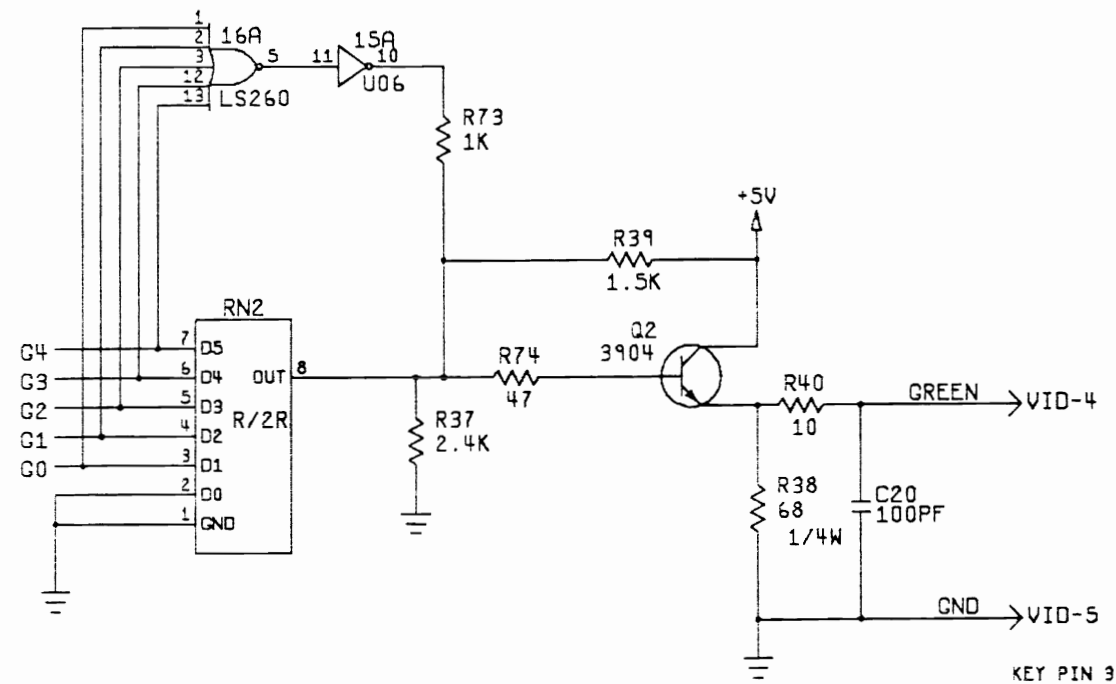 1
2
3
12
13
16A
5
LS260
11
15A
10
U06
R73
1K
+5V
R39
1.5K
RN2
Q2
3904
G4
7
D5
G3
6
D4
OUT
8
R74
47
G2
5
D3
R/2R
G1
4
D2
G0
3
D1
2
D0
1
GND
R37
2.4K
R40
10
GREEN
VID-4
R38
68
1/4W
C20
100PF
GND
VID-5
KEY PIN 3